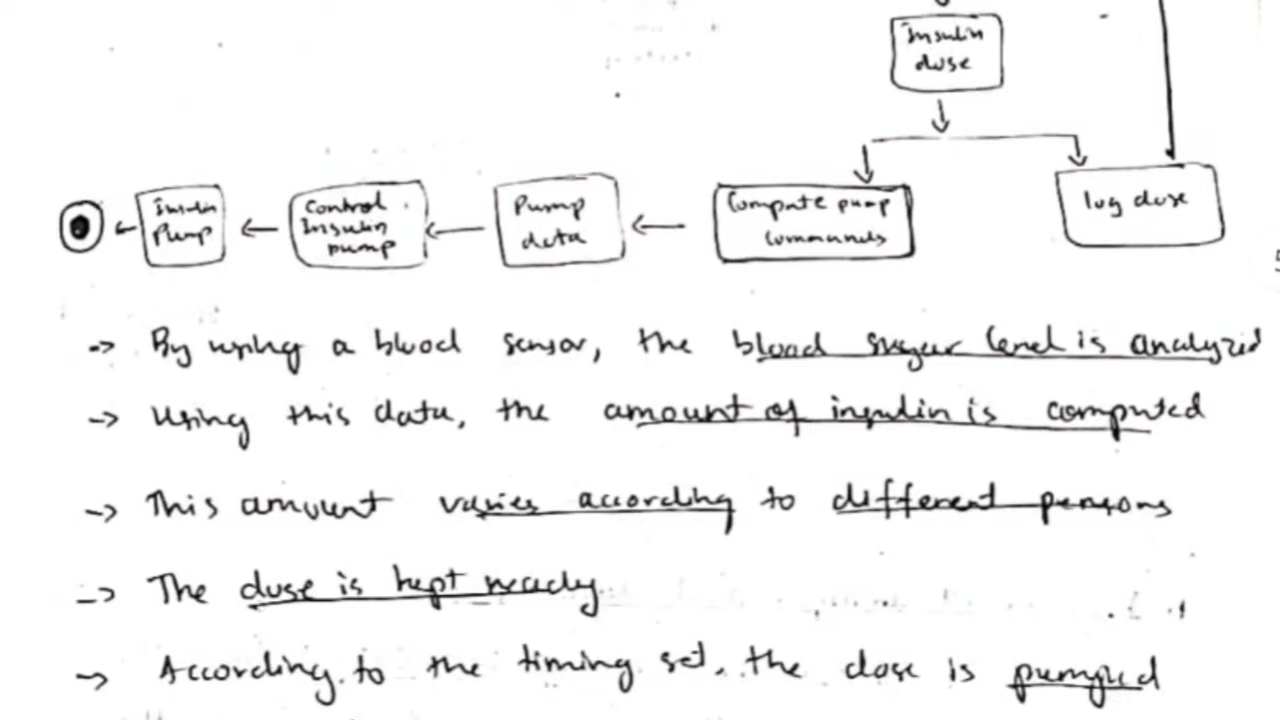 Insulin
dose
Insulin
Pump
Control
Insulin
pump
Pump
data
Compute pump
Commands
log dose
5
-> By using a blood sensor, the blood sugar level is analyzed
-> Using this data, the amount of insulin is computed
-> This amount varies according to different persons
-> The dose is kept ready
-> According to the timing set, the dose is pumped